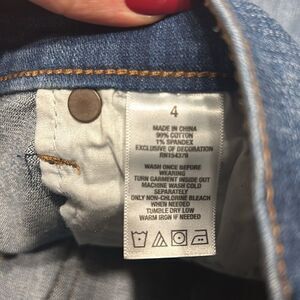 4
MADE IN CHINA
99% COTTON
1% SPANDEX
EXCLUSIVE OF DECORATION
RN154379
WASH ONCE BEFORE
WEARING
TURN GARMENT INSIDE OUT
MACHINE WASH COLD
SEPARATELY
ONLY NON-CHLORINE BLEACH
WHEN NEEDED
TUMBLE DRY LOW
WARM IRON IF NEEDED